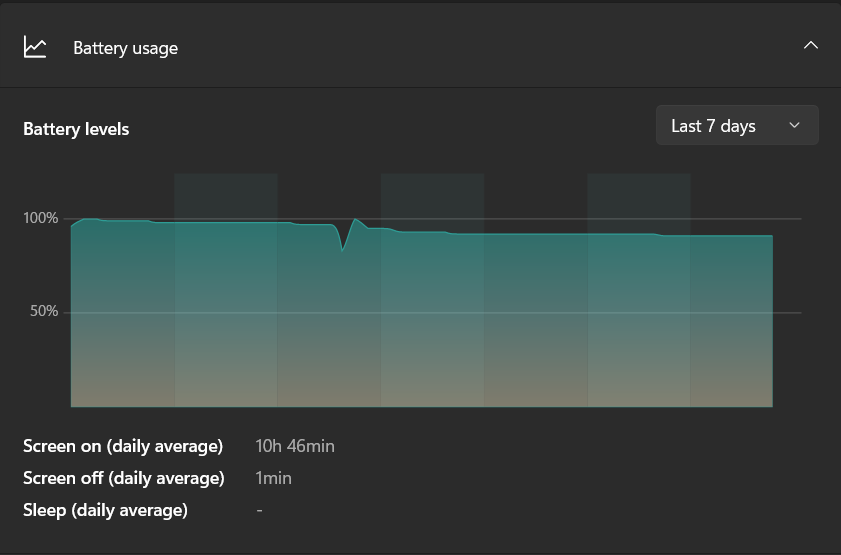 Battery usage
Battery levels
Last 7 days
100%
50%
Screen on (daily average) 10h 46min
Screen off (daily average) 1min
Sleep (daily average) -